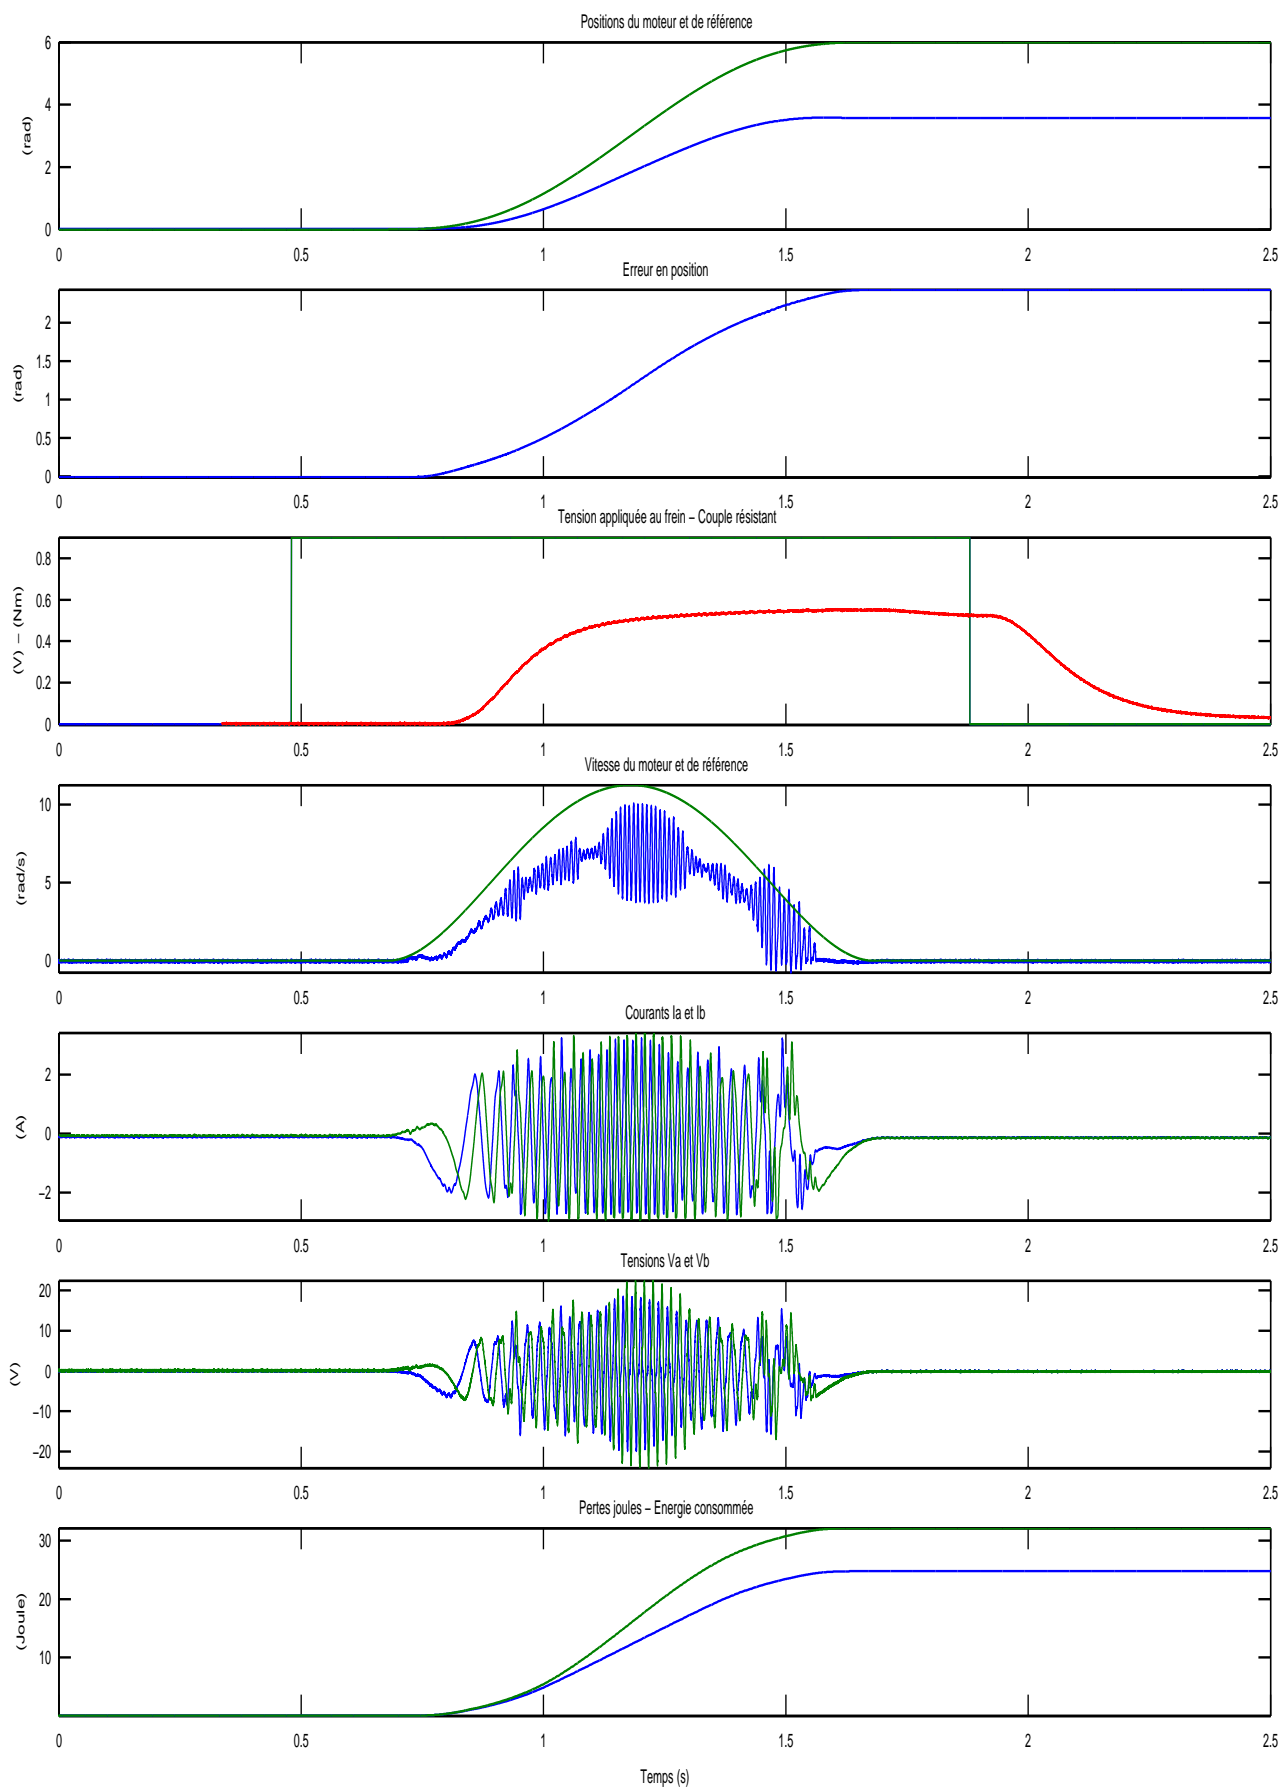 Positions du moteur et de référence
6
4
2
0
(rad)
0 0.5 1 1.5 2 2.5
Erreur en position
2
1.5
1
0.5
0
(rad)
0 0.5 1 1.5 2 2.5
Tension appliquée au frein – Couple résistant
0.8
0.6
0.4
0.2
0
(V) – (Nm)
0 0.5 1 1.5 2 2.5
Vitesse du moteur et de référence
10
5
0
(rad/s)
0 0.5 1 1.5 2 2.5
Courants Ia et Ib
2
0
–2
(A)
0 0.5 1 1.5 2 2.5
Tensions Va et Vb
20
10
0
–10
–20
(V)
0 0.5 1 1.5 2 2.5
Pertes joules – Energie consommée
30
20
10
(Joule)
0 0.5 1 1.5 2 2.5
Temps (s)